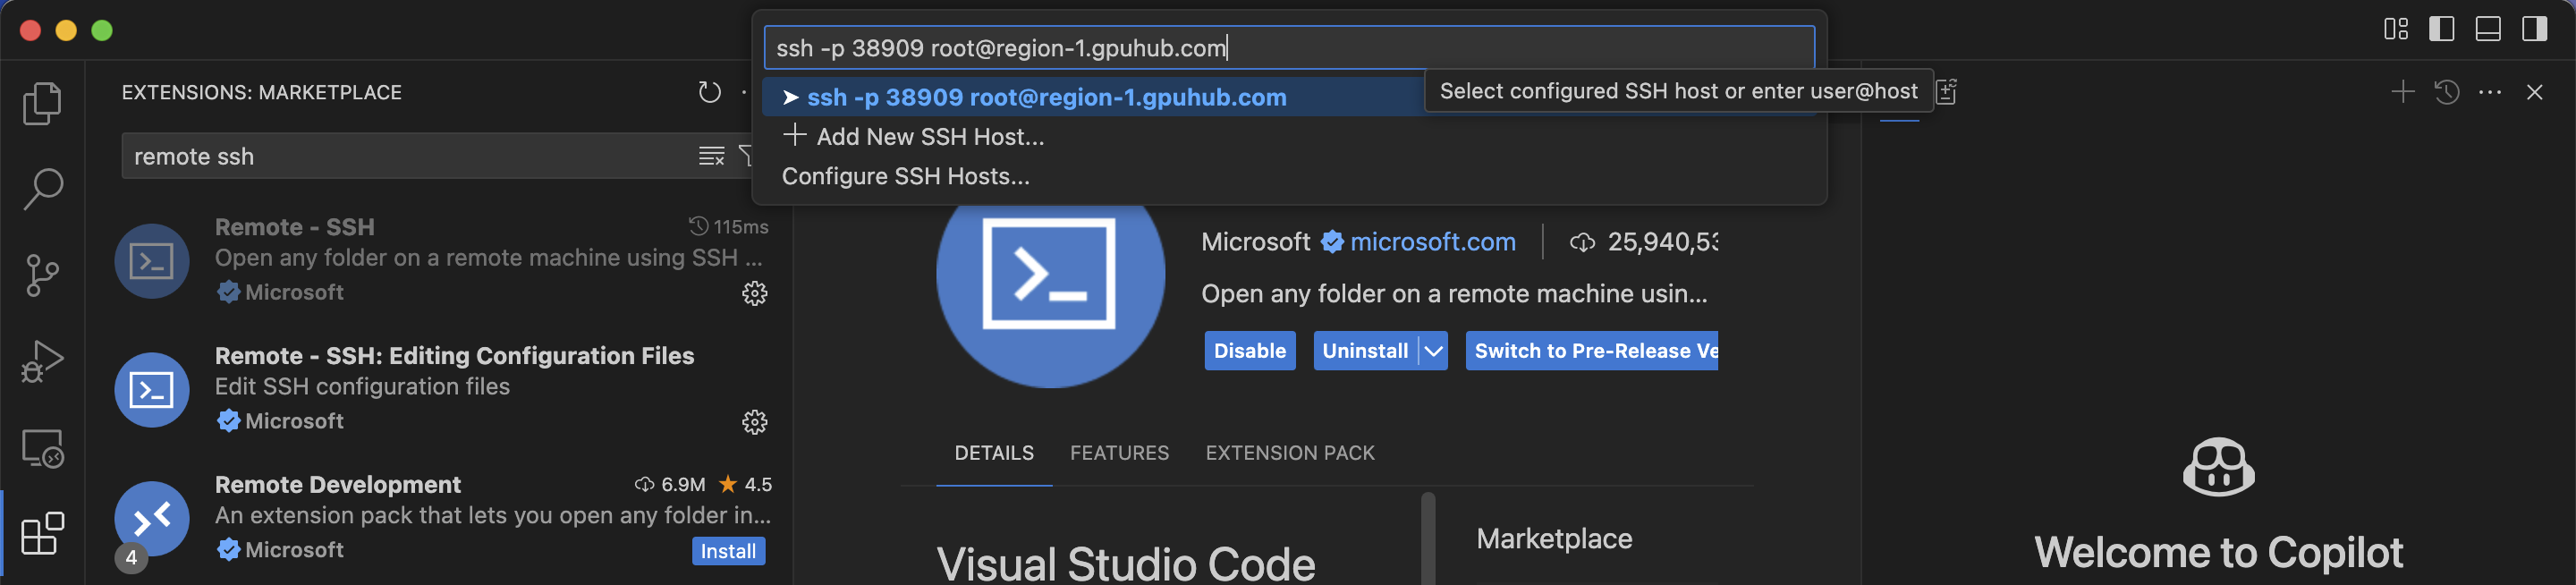 ssh -p 38909 root@region-1.gpuhub.com
ssh -p 38909 root@region-1.gpuhub.com
Select configured SSH host or enter user@host
Add New SSH Host...
Configure SSH Hosts...
EXTENSIONS: MARKETPLACE
remote ssh
Remote - SSH
115ms
Open any folder on a remote machine using SSH ...
Microsoft
Remote - SSH: Editing Configuration Files
Edit SSH configuration files
Microsoft
Remote Development
6.9M
4.5
An extension pack that lets you open any folder in...
Microsoft
Install
4
Microsoft
microsoft.com
25,940,53
Open any folder on a remote machine usin...
Disable
Uninstall
Switch to Pre-Release Ve
DETAILS
FEATURES
EXTENSION PACK
Visual Studio Code
Marketplace
Welcome to Copilot